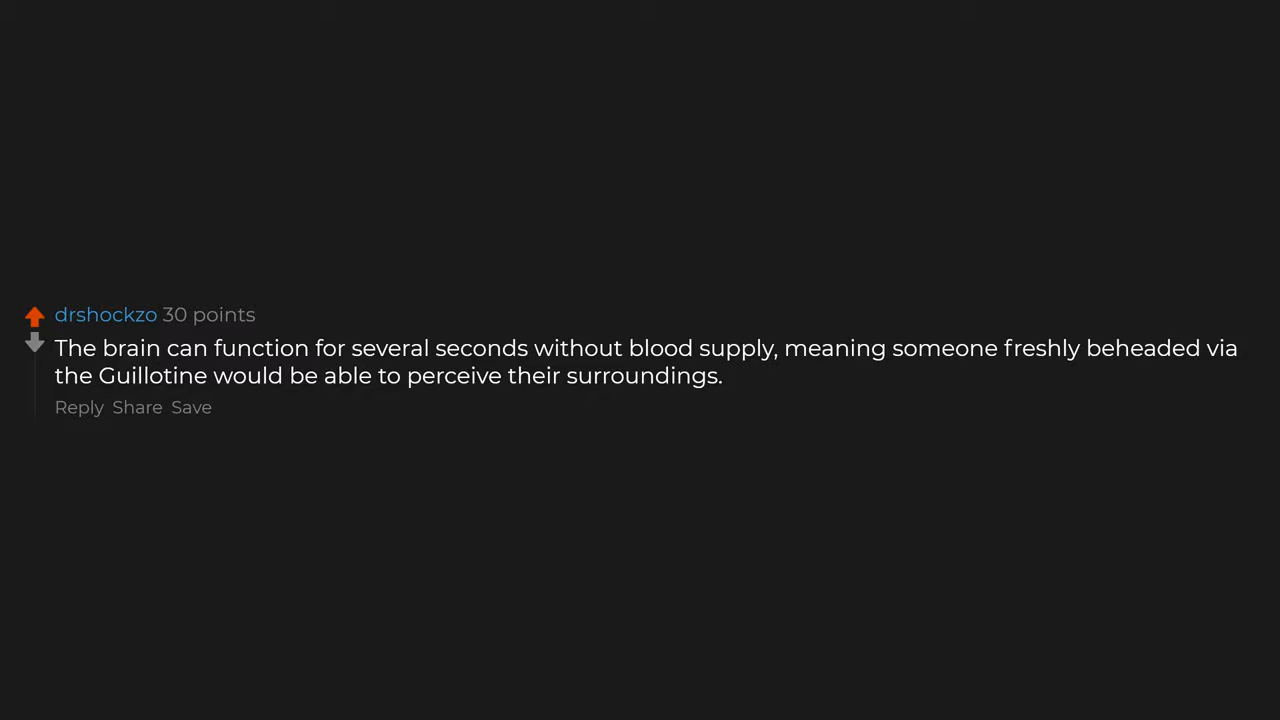 drshockzo 30 points
The brain can function for several seconds without blood supply, meaning someone freshly beheaded via
the Guillotine would be able to perceive their surroundings.
Reply Share Save